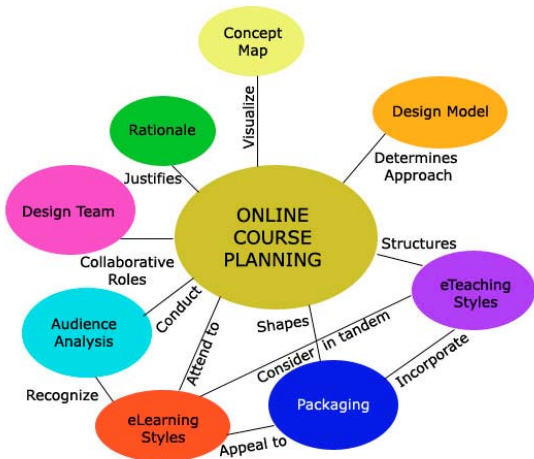 Concept
Map
Visualize
Rationale
Justifies
Design Model
Determines
Approach
Design Team
Collaborative
Roles
ONLINE
COURSE
PLANNING
Structures
eTeaching
Styles
Audience
Analysis
Conduct
Attend to
Shapes
Consider in tandem
Incorporate
Recognize
eLearning
Styles
Appeal to
Packaging